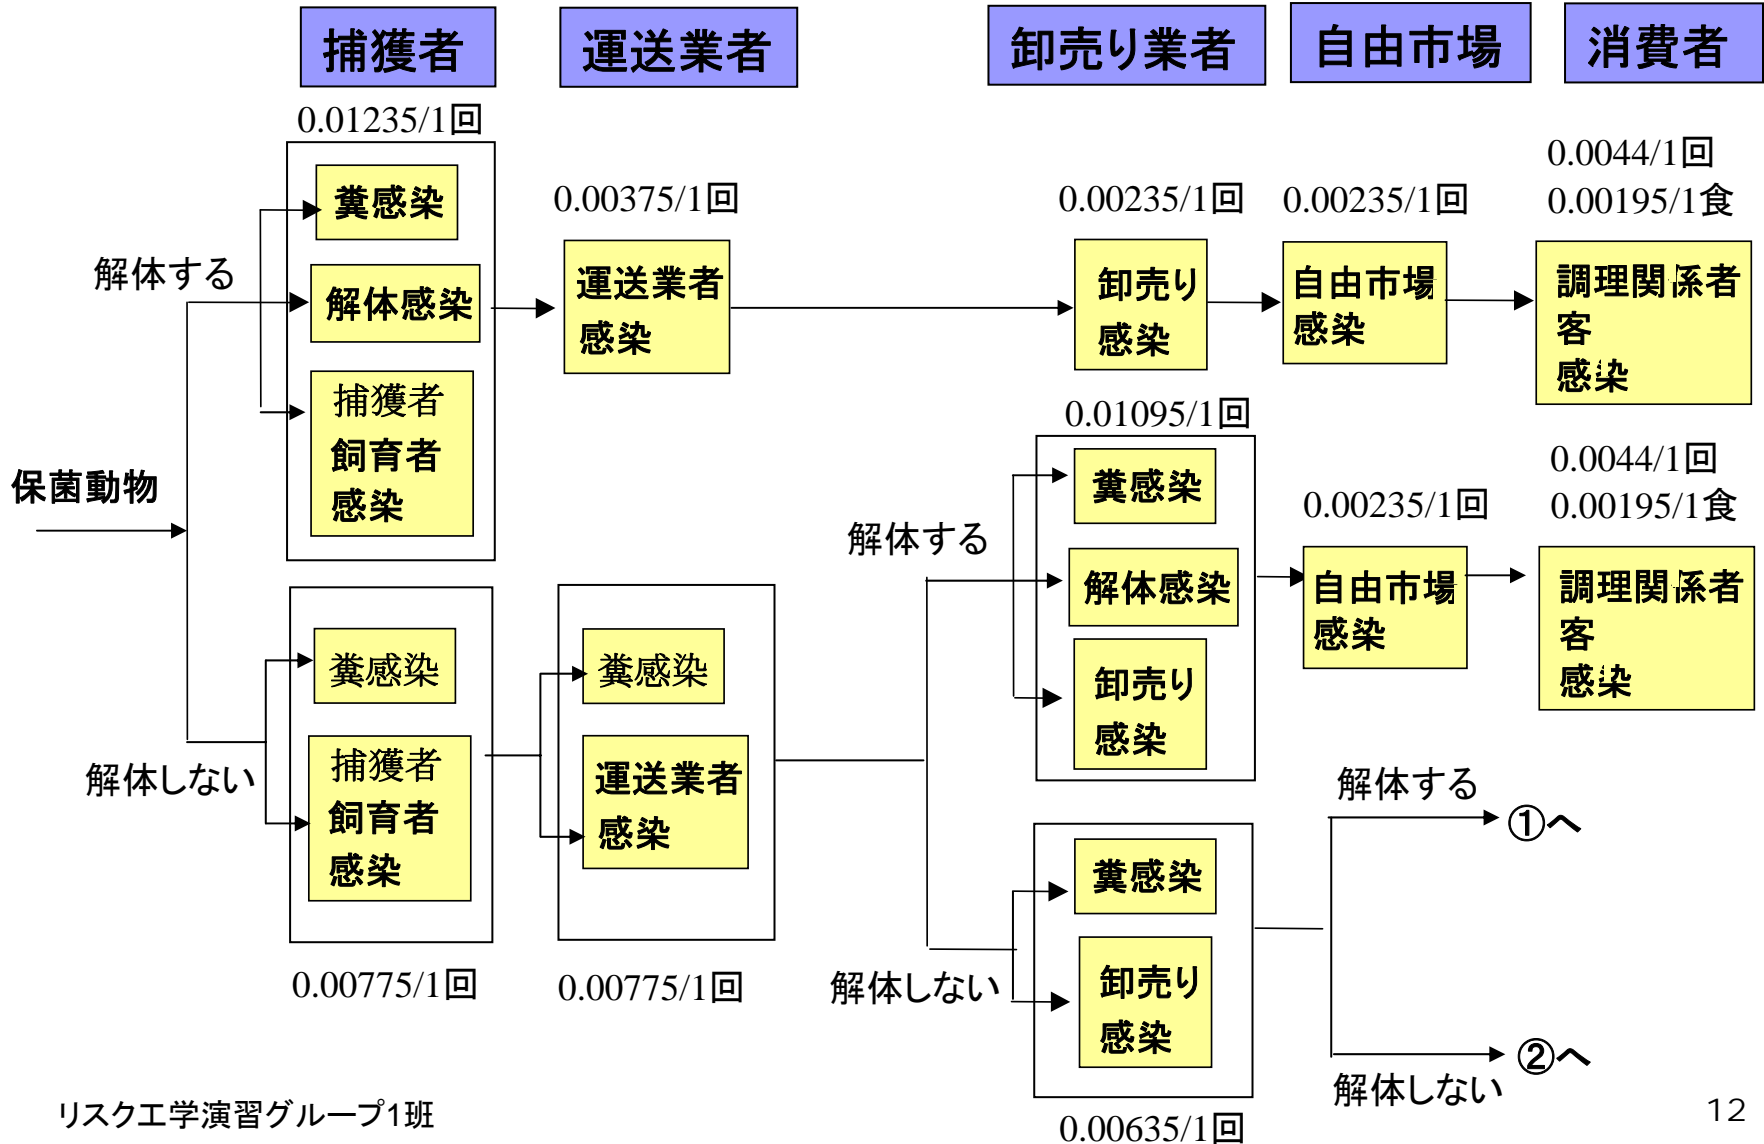 捕獲者
運送業者
卸売り業者
自由市場
消費者
0.01235/1回
0.00375/1回
0.00235/1回
0.00235/1回
0.0044/1回
0.00195/1食
糞感染
解体する
解体感染
捕獲者
飼育者
感染
運送業者
感染
卸売り
感染
自由市場
感染
調理関係者
客
感染
保菌動物
0.01095/1回
糞感染
解体する
解体感染
卸売り
感染
0.00235/1回
自由市場
感染
0.0044/1回
0.00195/1食
調理関係者
客
感染
糞感染
解体しない
捕獲者
飼育者
感染
0.00775/1回
糞感染
運送業者
感染
0.00775/1回
糞感染
解体しない
卸売り
感染
0.00635/1回
解体する
①へ
②へ
解体しない
リスク工学演習グループ1班
12